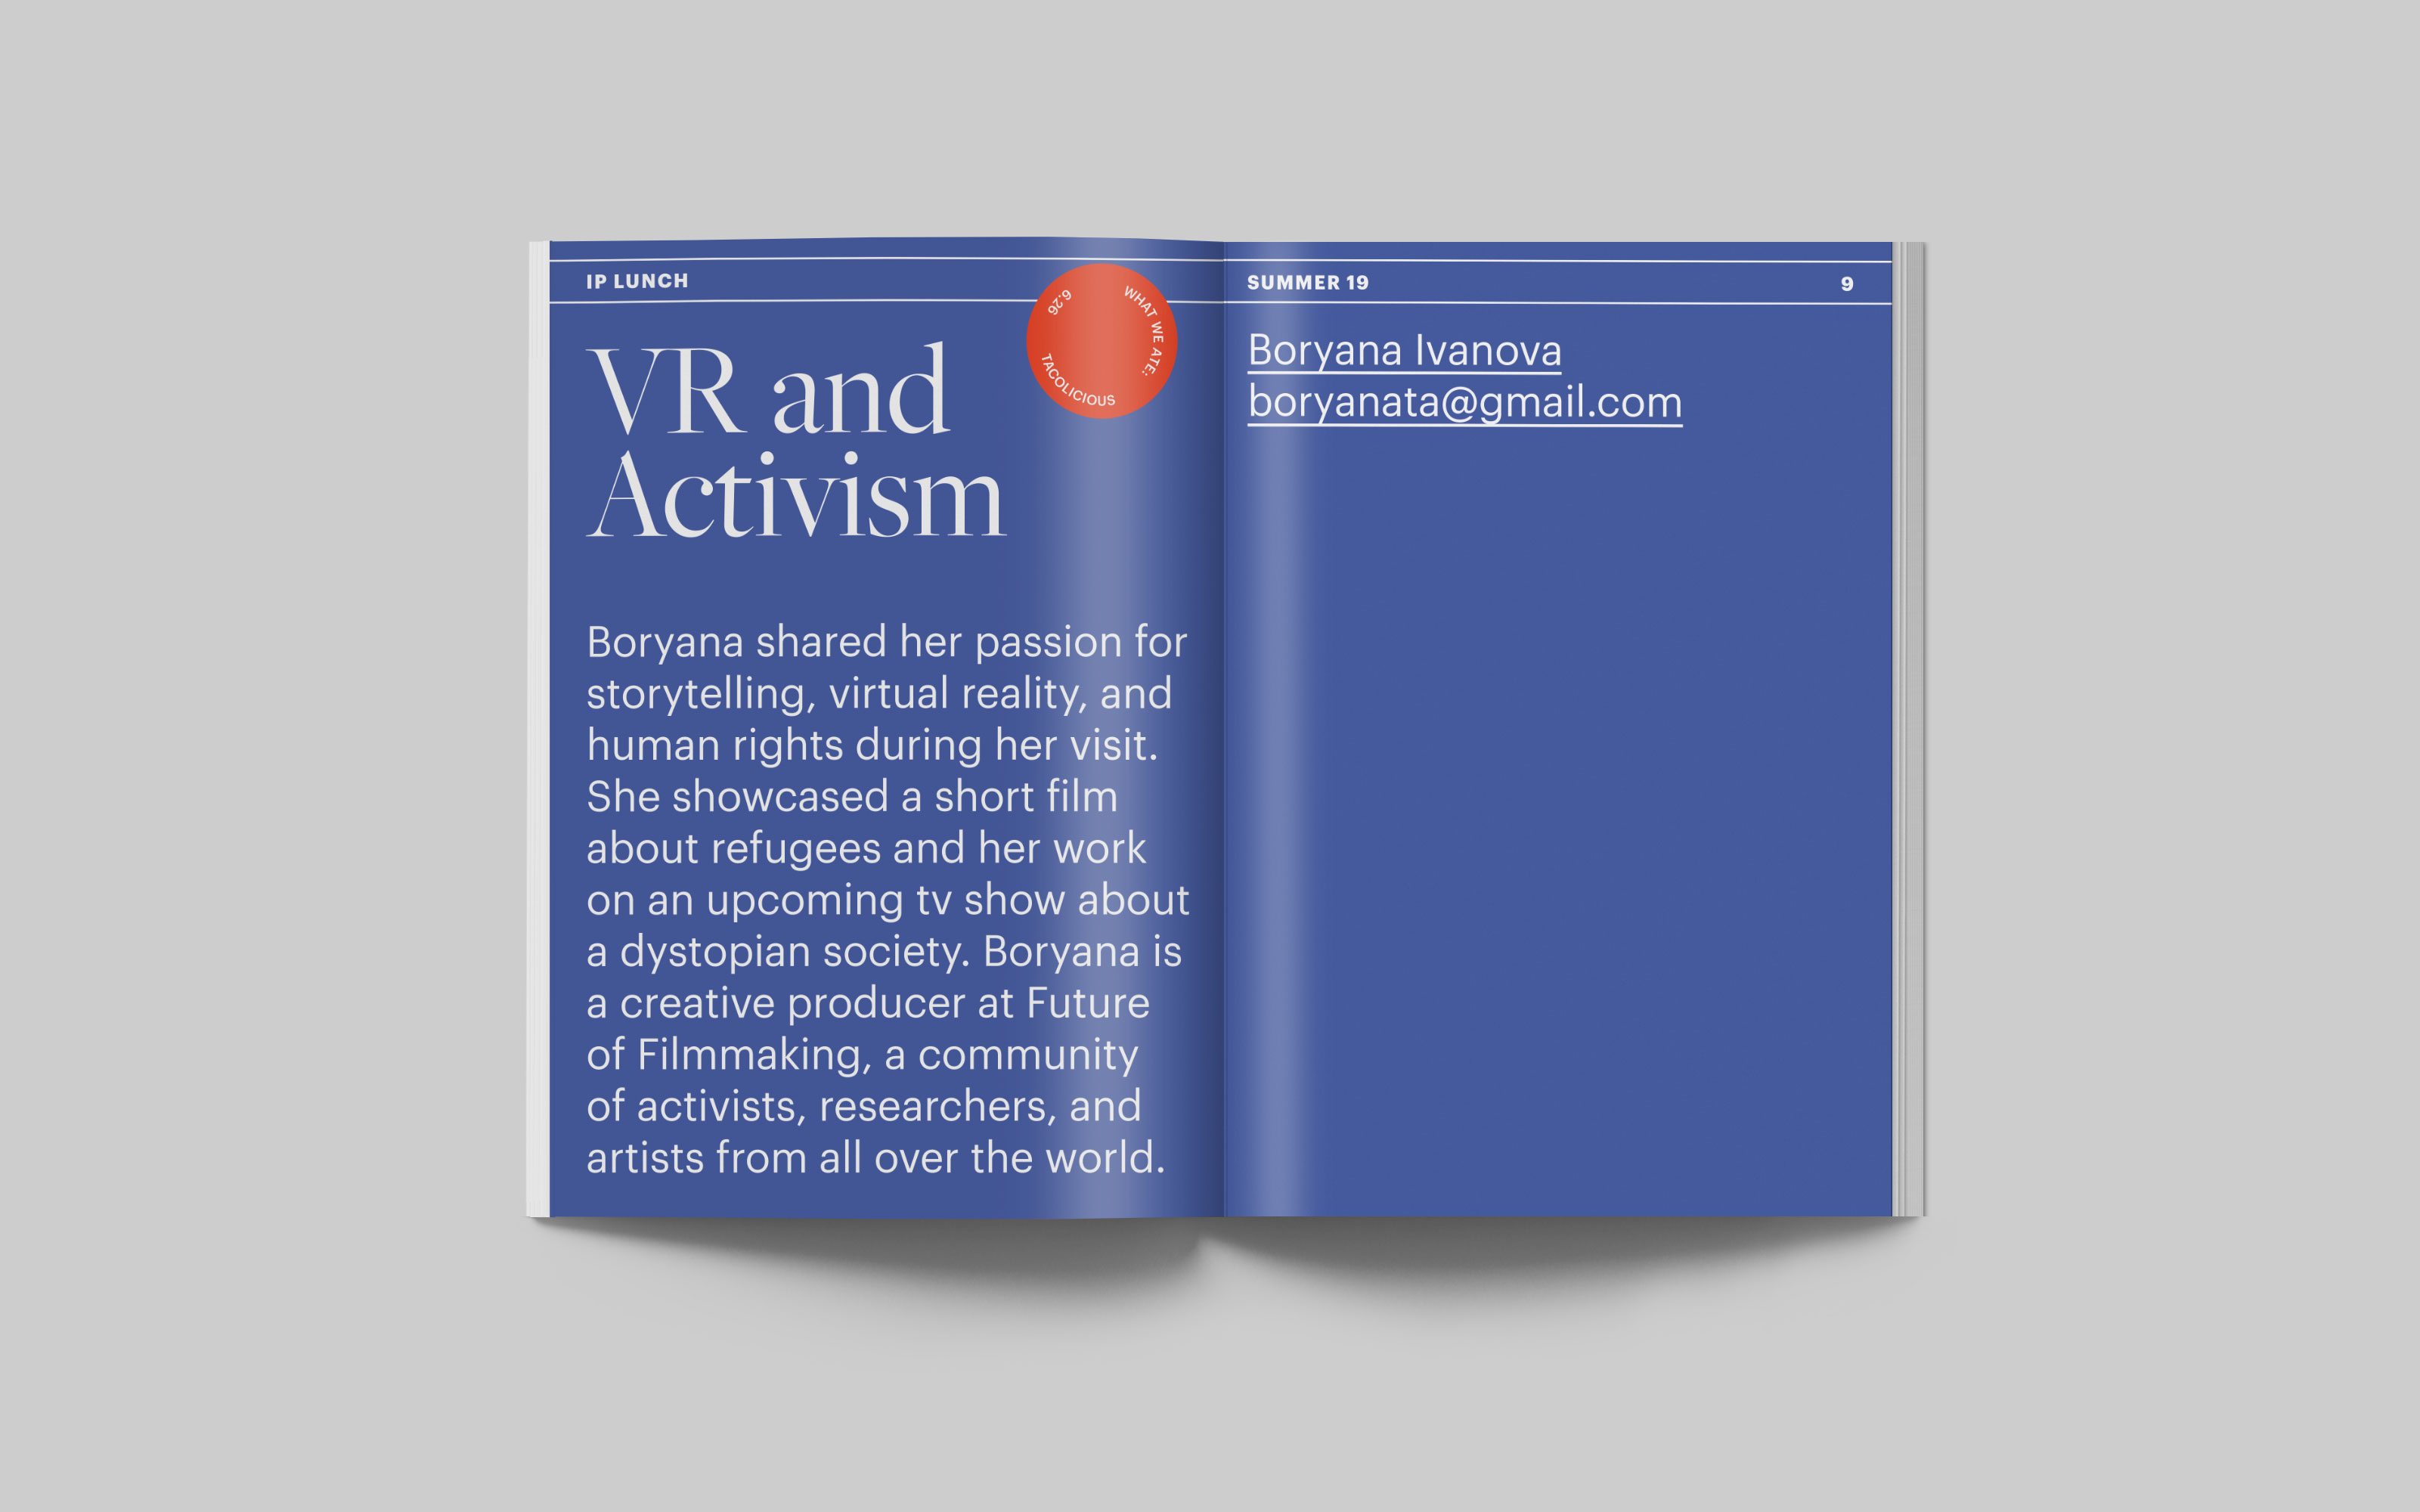 IP LUNCH
VR and
Activism
6.26
WHAT WE ATE::
TACOLICIOUS
Boryana shared her passion for
storytelling, virtual reality, and
human rights during her visit.
She showcased a short film
about refugees and her work
on an upcoming tv show about
a dystopian society. Boryana is
a creative producer at Future
of Filmmaking, a community
of activists, researchers, and
artists from all over the world.
SUMMER 19
9
Boryana Ivanova
boryanata@gmail.com